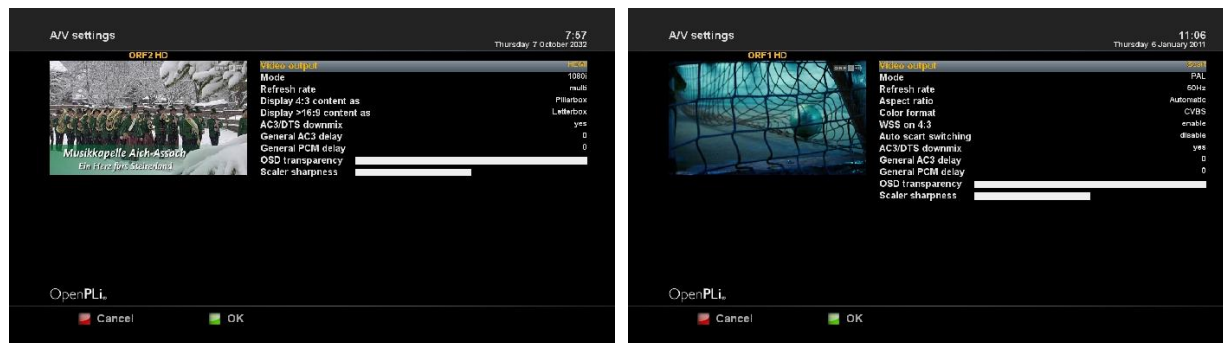 A/V settings
7:57
Thursday 7 October 2032
ORF2 HD
Video output HDMI
Mode 1080i
Refresh rate multi
Display 4:3 content as Pillarbox
Display >16:9 content as Letterbox
AC3/DTS downmix yes
General AC3 delay 0
General PCM delay 0
OSD transparency
Scaler sharpness
Musikkapelle Aich-Assach
Ein Herz fürs Steirerland
OpenPLi®
Cancel OK
A/V settings
11:06
Thursday 6 January 2011
ORF1 HD
Video output Scart
Mode PAL
Refresh rate 50Hz
Aspect ratio Automatic
Color format CVBS
WSS on 4:3 enable
Auto scart switching disable
AC3/DTS downmix yes
General AC3 delay 0
General PCM delay 0
OSD transparency
Scaler sharpness
OpenPLi®
Cancel OK